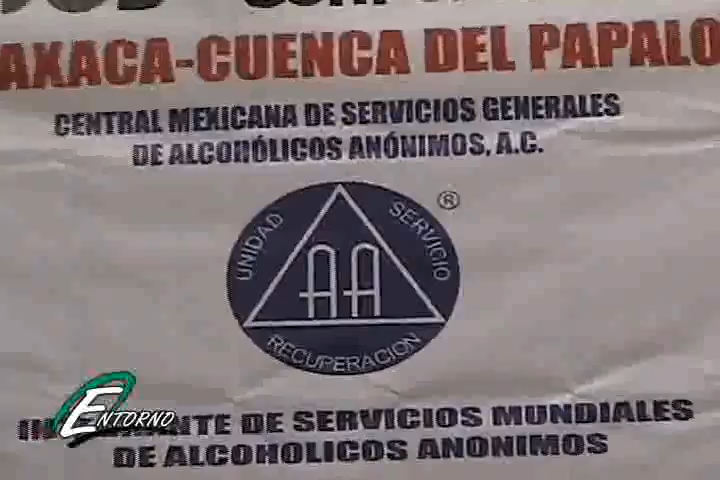 AXACA-CUENCA DEL PAPALO
CENTRAL MEXICANA DE SERVICIOS GENERALES
DE ALCOHÓLICOS ANÓNIMOS, A.C.
®
UNIDAD
SERVICIO
AA
RECUPERACION
DE SERVICIOS MUNDIALES
DE ALCOHOLICOS ANONIMOS
ENTORNO